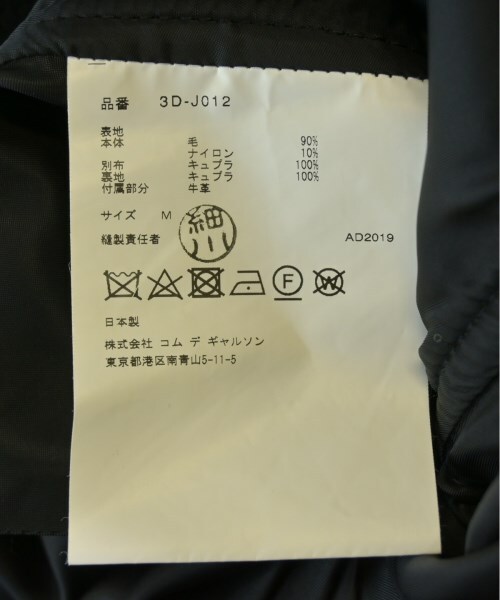 品番 3D-J012
表地
本体 毛 90%
ナイロン 10%
別布 キュプラ 100%
裏地 キュプラ 100%
付属部分 牛革
サイズ M
細川
縫製責任者
AD2019
F
W
日本製
株式会社 コム デ ギャルソン
東京都港区南青山5-11-5